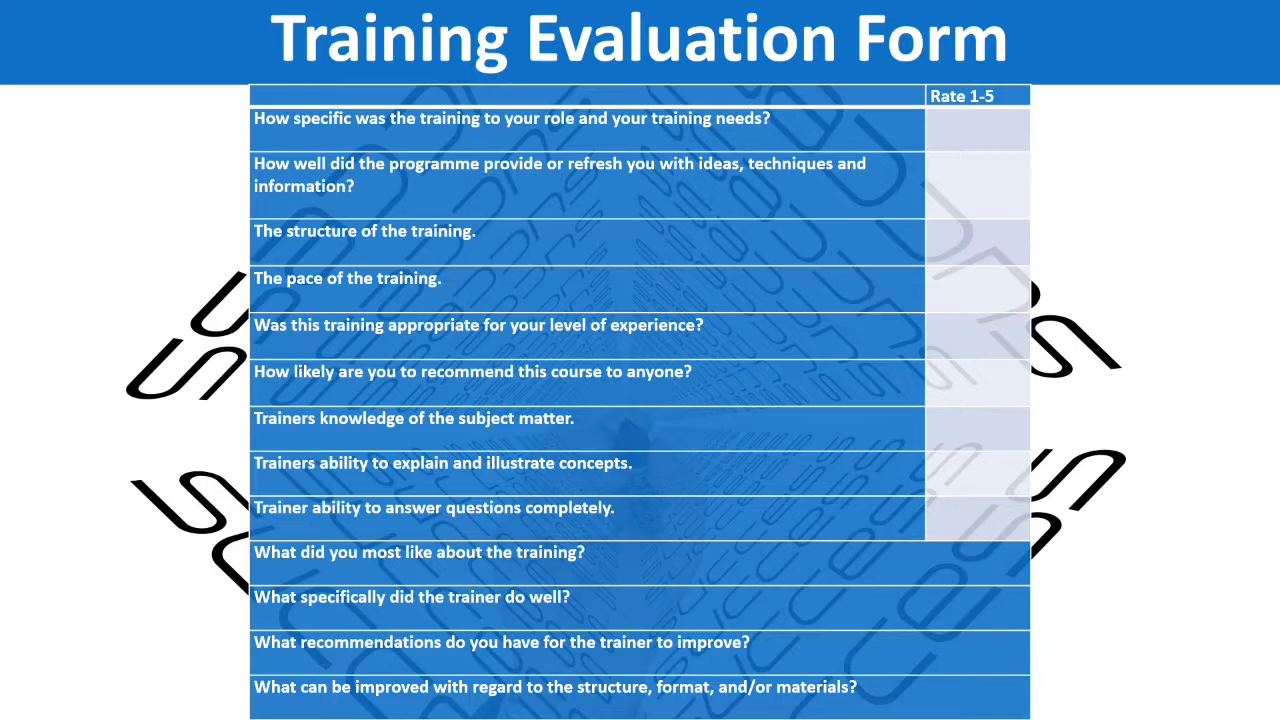 Training Evaluation Form
Rate 1-5
How specific was the training to your role and your training needs?
How well did the programme provide or refresh you with ideas, techniques and
information?
The structure of the training.
The pace of the training.
Was this training appropriate for your level of experience?
How likely are you to recommend this course to anyone?
Trainers knowledge of the subject matter.
Trainers ability to explain and illustrate concepts.
Trainer ability to answer questions completely.
What did you most like about the training?
What specifically did the trainer do well?
What recommendations do you have for the trainer to improve?
What can be improved with regard to the structure, format, and/or materials?